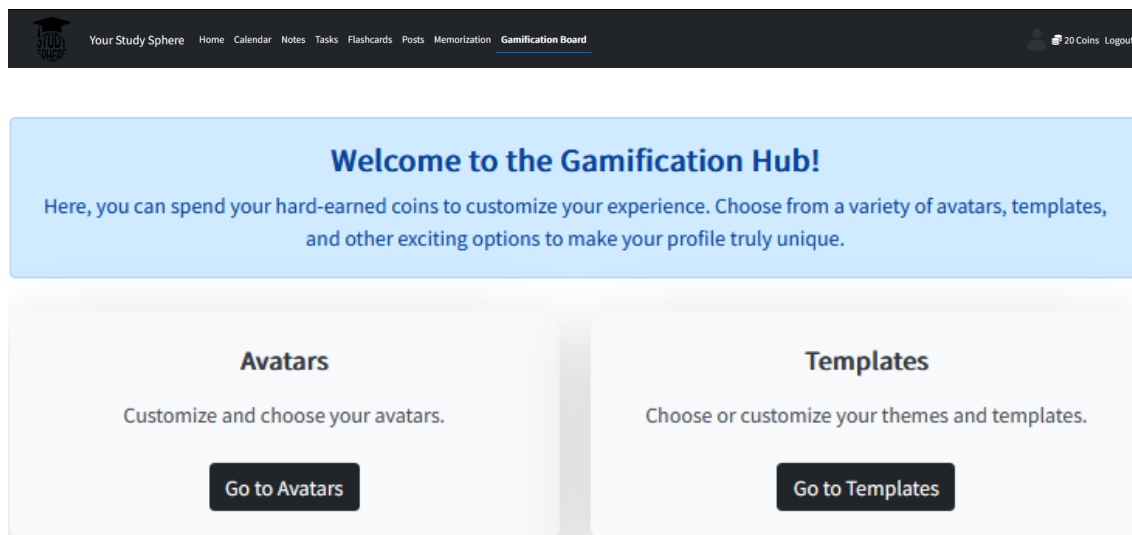 STUDY
SPHERE
Your Study Sphere Home Calendar Notes Tasks Flashcards Posts Memorization Gamification Board 20 Coins Logout
Welcome to the Gamification Hub!
Here, you can spend your hard-earned coins to customize your experience. Choose from a variety of avatars, templates,
and other exciting options to make your profile truly unique.
Avatars
Customize and choose your avatars.
Go to Avatars
Templates
Choose or customize your themes and templates.
Go to Templates